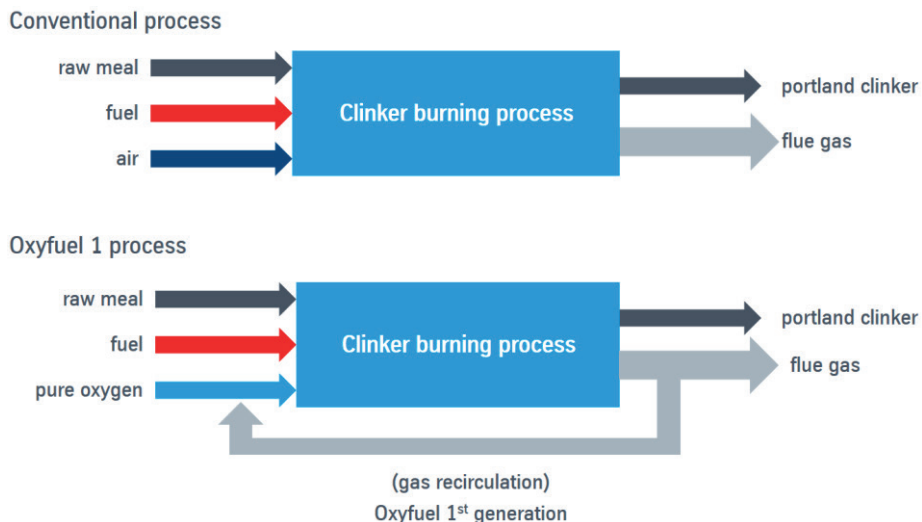 Conventional process
raw meal
fuel
air
Clinker burning process
portland clinker
flue gas
Oxyfuel 1 process
raw meal
fuel
pure oxygen
Clinker burning process
portland clinker
flue gas
(gas recirculation)
Oxyfuel 1st generation